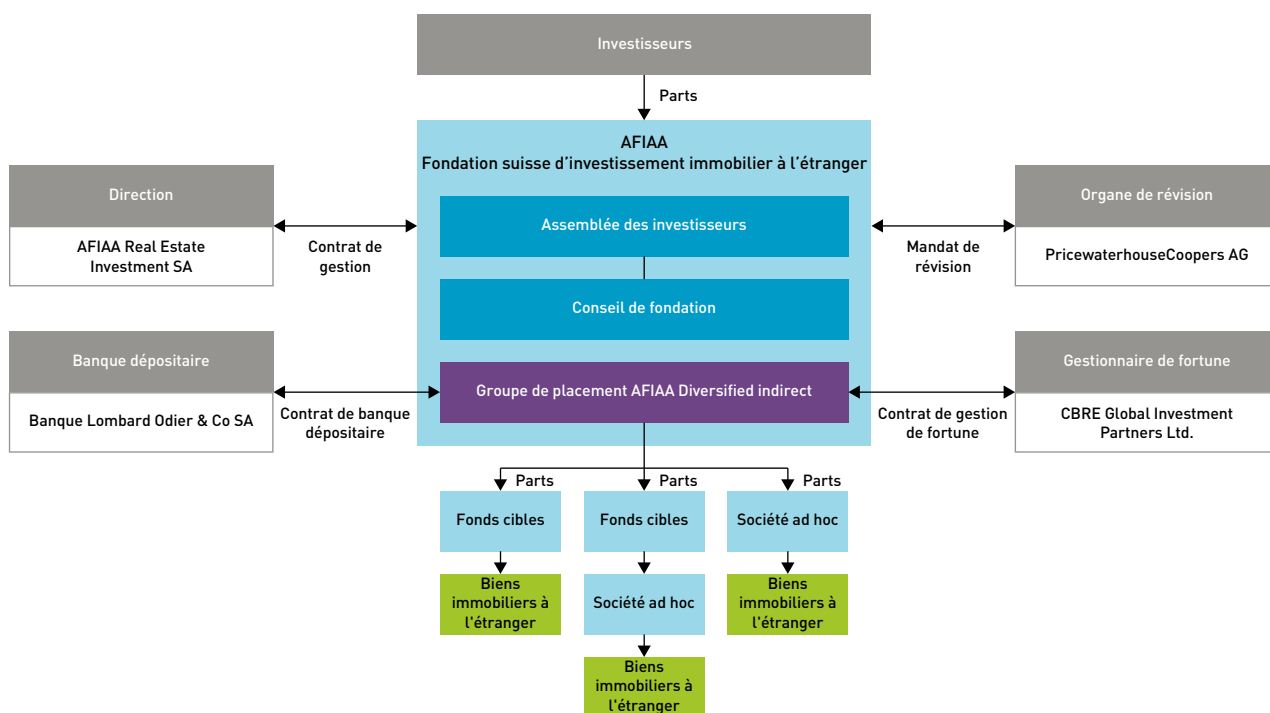 Investisseurs
Parts
AFIAA
Fondation suisse d'investissement immobilier à l'étranger
Direction
AFIAA Real Estate
Investment SA
Contrat de
gestion
Assemblée des investisseurs
Conseil de fondation
Mandat de
révision
Organe de révision
PricewaterhouseCoopers AG
Banque dépositaire
Banque Lombard Odier & Co SA
Contrat de banque
dépositaire
Groupe de placement AFIAA Diversified indirect
Contrat de gestion
de fortune
Gestionnaire de fortune
CBRE Global Investment
Partners Ltd.
Parts
Parts
Parts
Fonds cibles
Fonds cibles
Société ad hoc
Biens
immobiliers à
l'étranger
Société ad hoc
Biens
immobiliers à
l'étranger
Biens
immobiliers à
l'étranger